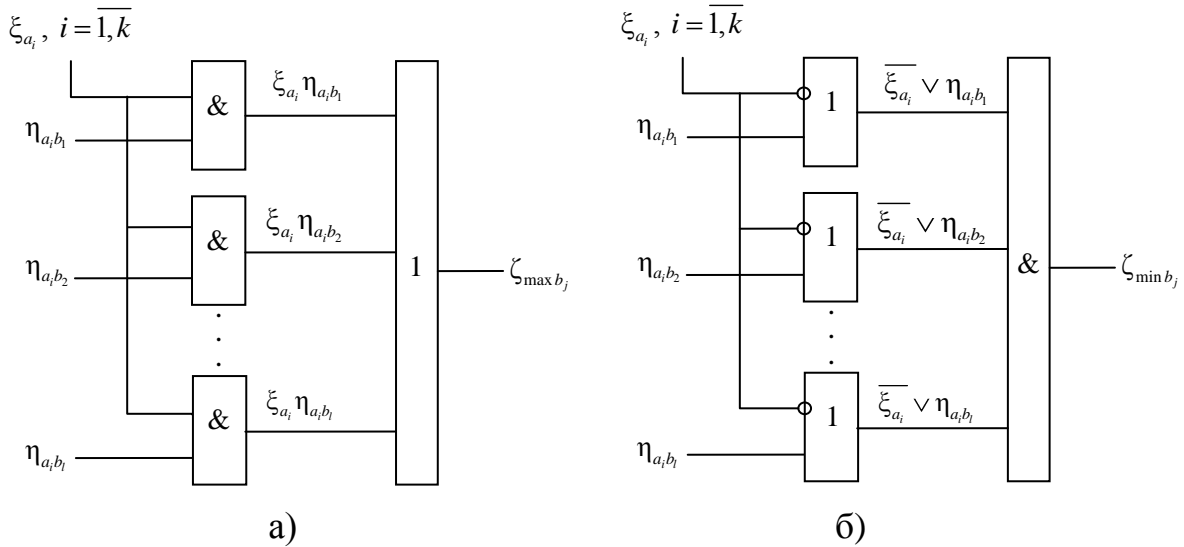 ξ_{a_i}, i = \overline{1,k}
&
ξ_{a_i} η_{a_i b_1}
η_{a_i b_1}
&
ξ_{a_i} η_{a_i b_2}
η_{a_i b_2}
1
ζ_{max b_j}
&
ξ_{a_i} η_{a_i b_l}
η_{a_i b_l}
а)
ξ_{a_i}, i = \overline{1,k}
1
\overline{ξ_{a_i}} ∨ η_{a_i b_1}
η_{a_i b_1}
1
\overline{ξ_{a_i}} ∨ η_{a_i b_2}
η_{a_i b_2}
&
ζ_{min b_j}
1
\overline{ξ_{a_i}} ∨ η_{a_i b_l}
η_{a_i b_l}
б)